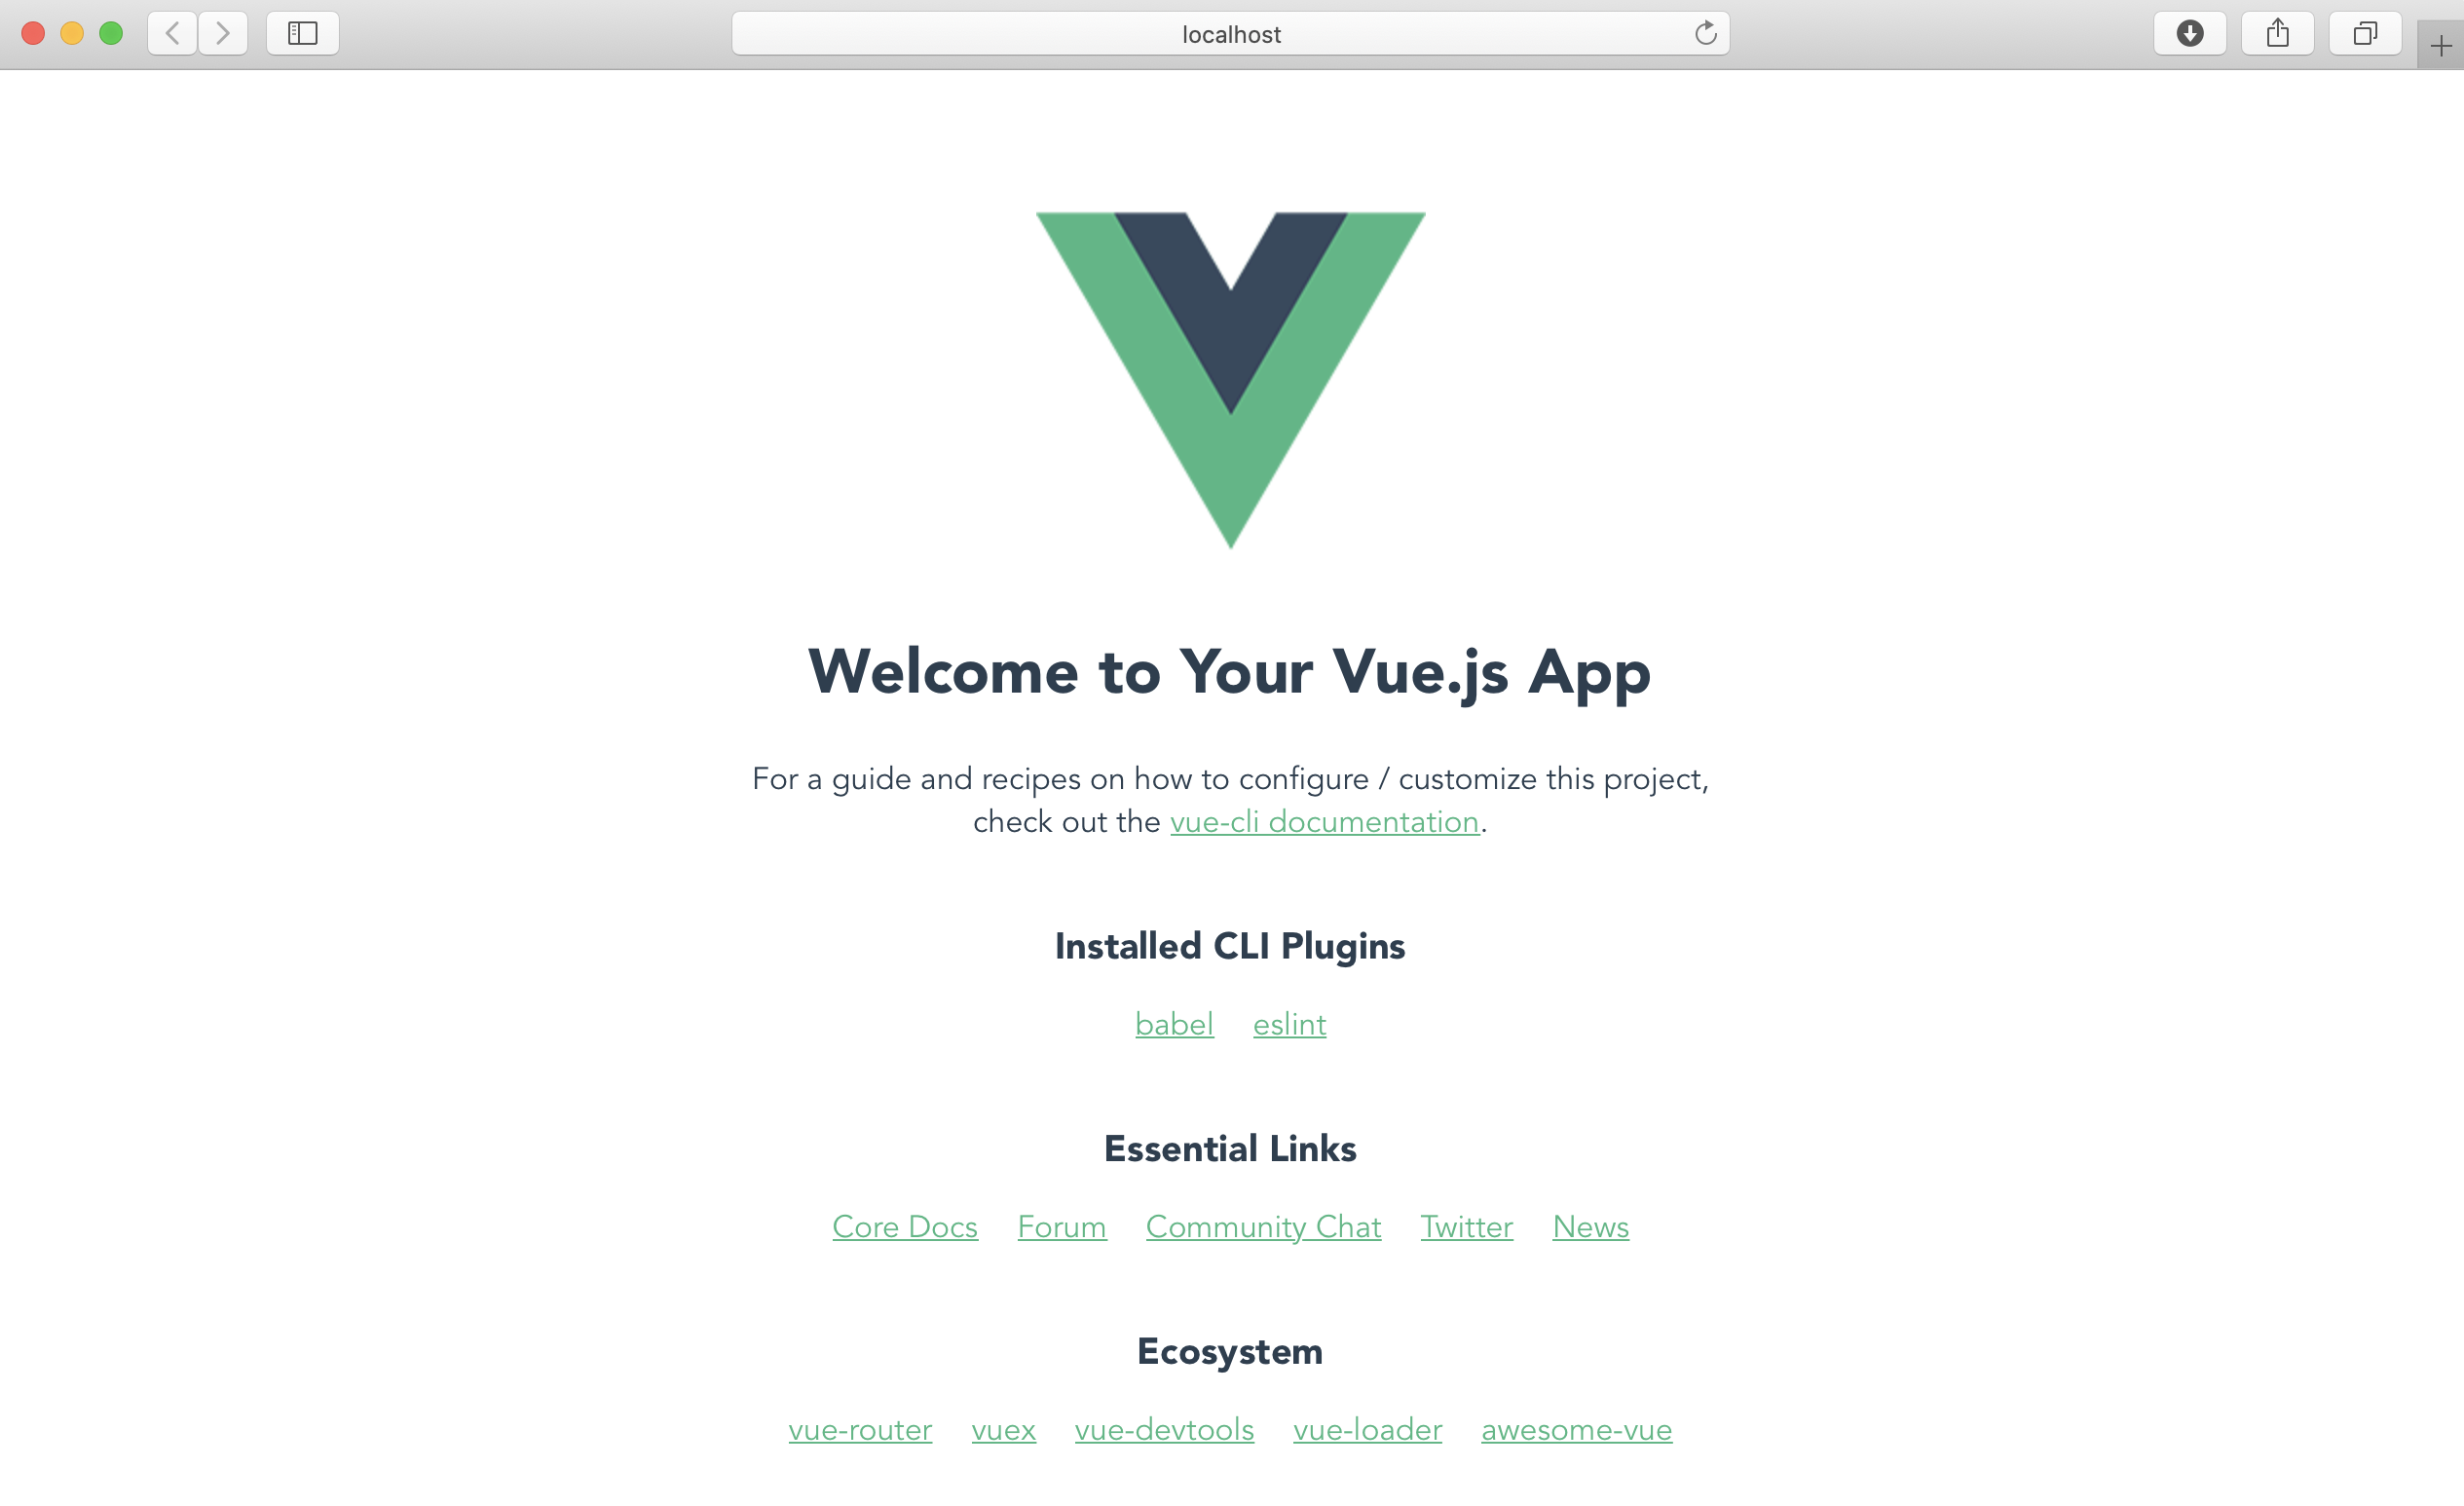 localhost
Welcome to Your Vue.js App
For a guide and recipes on how to configure / customize this project,
check out the vue-cli documentation.
Installed CLI Plugins
babel eslint
Essential Links
Core Docs Forum Community Chat Twitter News
Ecosystem
vue-router vuex vue-devtools vue-loader awesome-vue